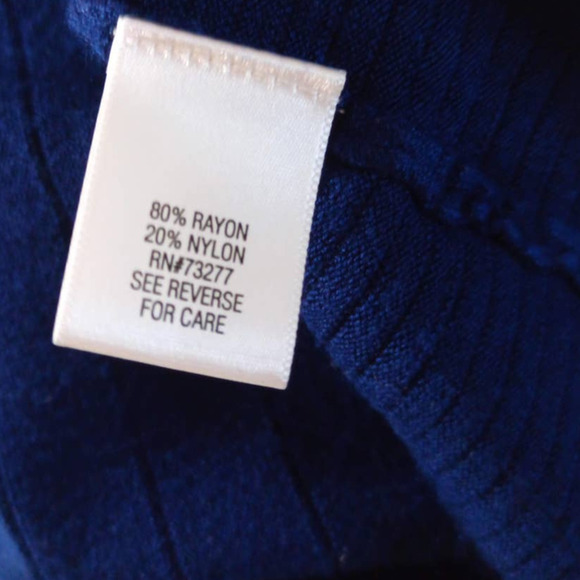 80% RAYON
20% NYLON
RN#73277
SEE REVERSE
FOR CARE